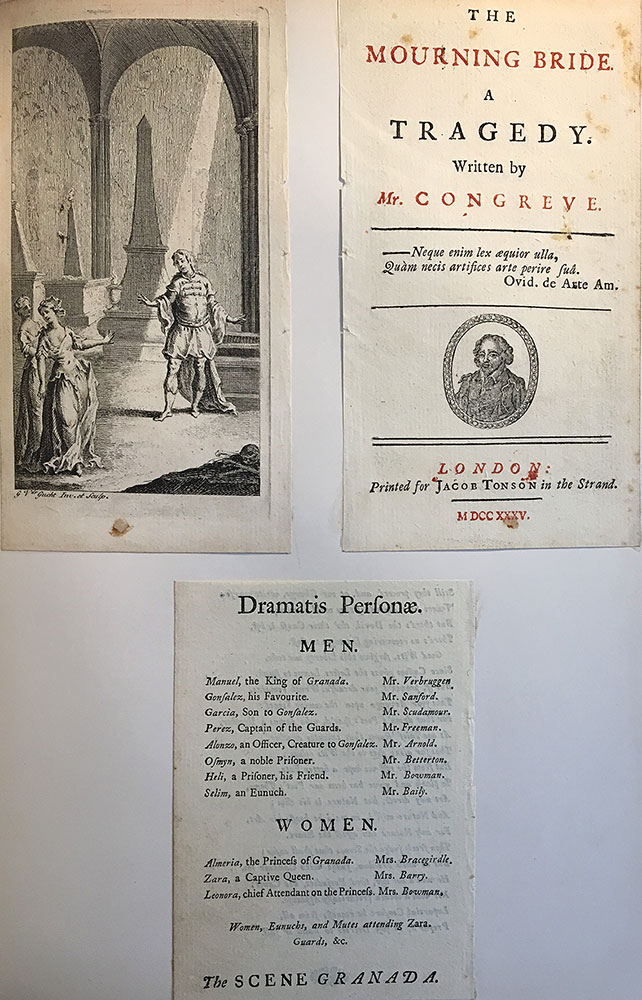 G. V.dr Gucht Inv. et Sculp.
THE
MOURNING BRIDE.
A
TRAGEDY.
Written by
Mr. CONGREVE.
——Neque enim lex æquior ulla,
Quàm necis artifices arte perire ſuâ.
Ovid. de Arte Am.
LONDON:
Printed for JACOB TONSON in the Strand.
MDCCXXXV.
Dramatis Perſonæ.
MEN.
Manuel, the King of Granada. Mr. Verbruggen
Gonſalez, his Favourite. Mr. Sanford.
Garcia, Son to Gonſalez. Mr. Scudamour.
Perez, Captain of the Guards. Mr. Freeman.
Alonzo, an Officer, Creature to Gonſalez. Mr. Arnold.
Oſmyn, a noble Priſoner. Mr. Betterton.
Heli, a Priſoner, his Friend. Mr. Bowman.
Selim, an Eunuch. Mr. Baily.
WOMEN.
Almeria, the Princeſs of Granada. Mrs. Bracegirdle.
Zara, a Captive Queen. Mrs. Barry.
Leonora, chief Attendant on the Princeſs. Mrs. Bowman.
Women, Eunuchs, and Mutes attending Zara.
Guards, &c.
The SCENE GRANADA.